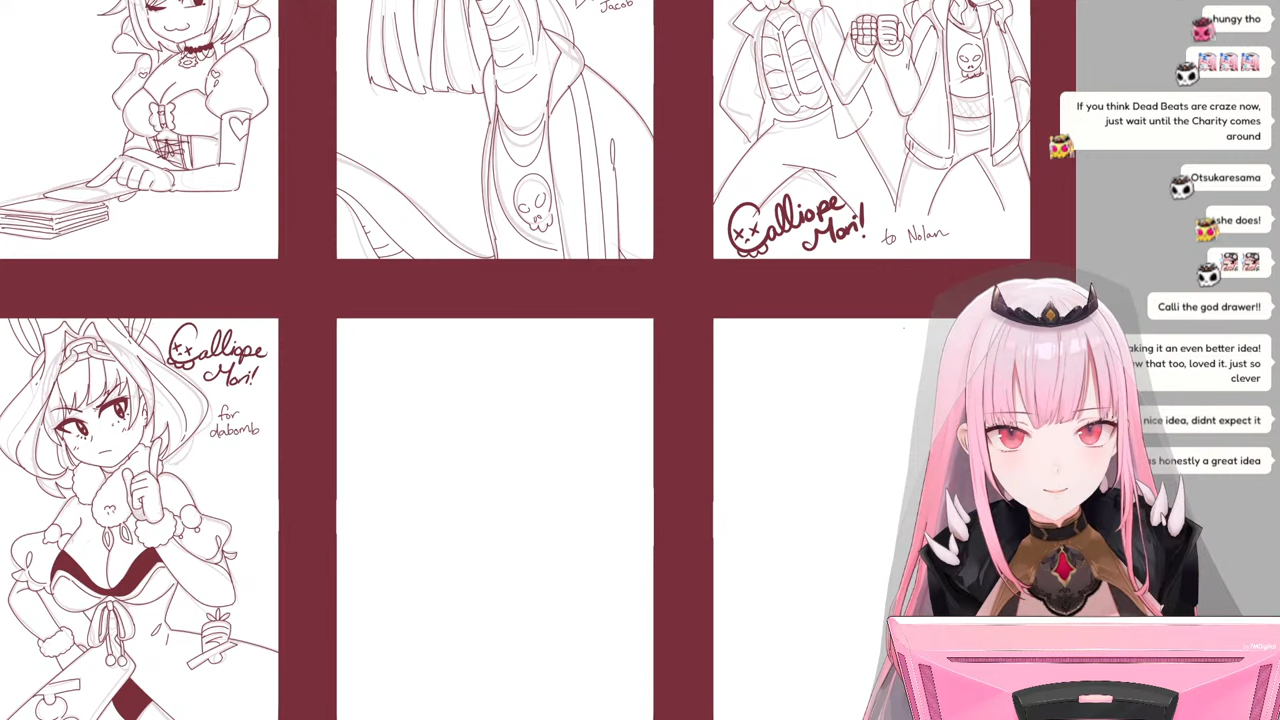 Jacob
Calliope
Mori!
to Nolan
Calliope
Mori!
for
dabomb
hungy tho
If you think Dead Beats are craze now,
just wait until the Charity comes
around
Otsukaresama
she does!
Calli the god drawer!!
aking it an even better idea!
w that too, loved it. just so
clever
nice idea, didnt expect it
s honestly a great idea